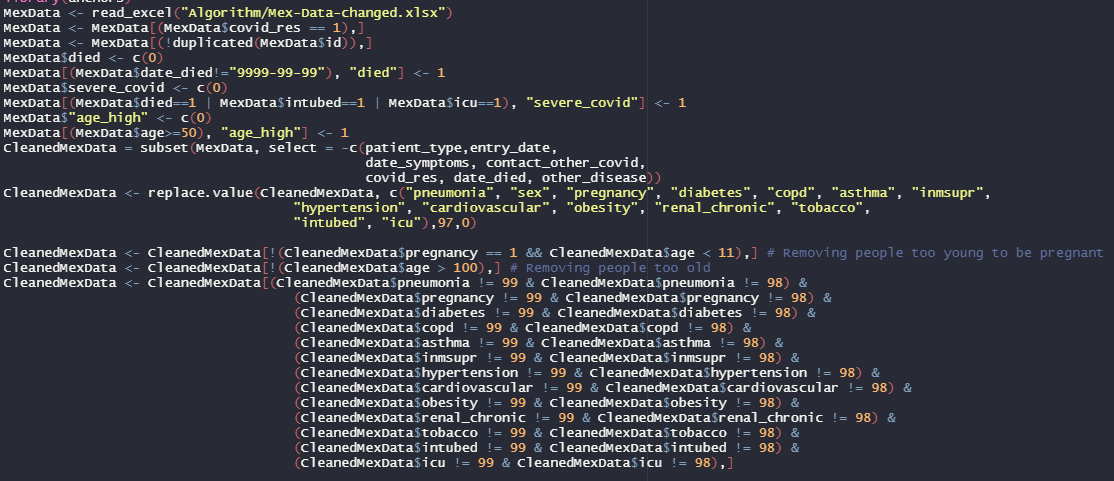 library(anchors)
MexData <- read_excel("Algorithm/Mex-Data-changed.xlsx")
MexData <- MexData[(MexData$covid_res == 1),]
MexData <- MexData[(!duplicated(MexData$id)),]
MexData$died <- c(0)
MexData[(MexData$date_died!="9999-99-99"), "died"] <- 1
MexData$severe_covid <- c(0)
MexData[(MexData$died==1 | MexData$intubed==1 | MexData$icu==1), "severe_covid"] <- 1
MexData$"age_high" <- c(0)
MexData[(MexData$age>=50), "age_high"] <- 1
CleanedMexData = subset(MexData, select = -c(patient_type,entry_date,
date_symptoms, contact_other_covid,
covid_res, date_died, other_disease))
CleanedMexData <- replace.value(CleanedMexData, c("pneumonia", "sex", "pregnancy", "diabetes", "copd", "asthma", "inmsupr",
"hypertension", "cardiovascular", "obesity", "renal_chronic", "tobacco",
"intubed", "icu"),97,0)
CleanedMexData <- CleanedMexData[!(CleanedMexData$pregnancy == 1 && CleanedMexData$age < 11),] # Removing people too young to be pregnant
CleanedMexData <- CleanedMexData[!(CleanedMexData$age > 100),] # Removing people too old
CleanedMexData <- CleanedMexData[(CleanedMexData$pneumonia != 99 & CleanedMexData$pneumonia != 98) &
(CleanedMexData$pregnancy != 99 & CleanedMexData$pregnancy != 98) &
(CleanedMexData$diabetes != 99 & CleanedMexData$diabetes != 98) &
(CleanedMexData$copd != 99 & CleanedMexData$copd != 98) &
(CleanedMexData$asthma != 99 & CleanedMexData$asthma != 98) &
(CleanedMexData$inmsupr != 99 & CleanedMexData$inmsupr != 98) &
(CleanedMexData$hypertension != 99 & CleanedMexData$hypertension != 98) &
(CleanedMexData$cardiovascular != 99 & CleanedMexData$cardiovascular != 98) &
(CleanedMexData$obesity != 99 & CleanedMexData$obesity != 98) &
(CleanedMexData$renal_chronic != 99 & CleanedMexData$renal_chronic != 98) &
(CleanedMexData$tobacco != 99 & CleanedMexData$tobacco != 98) &
(CleanedMexData$intubed != 99 & CleanedMexData$intubed != 98) &
(CleanedMexData$icu != 99 & CleanedMexData$icu != 98),]